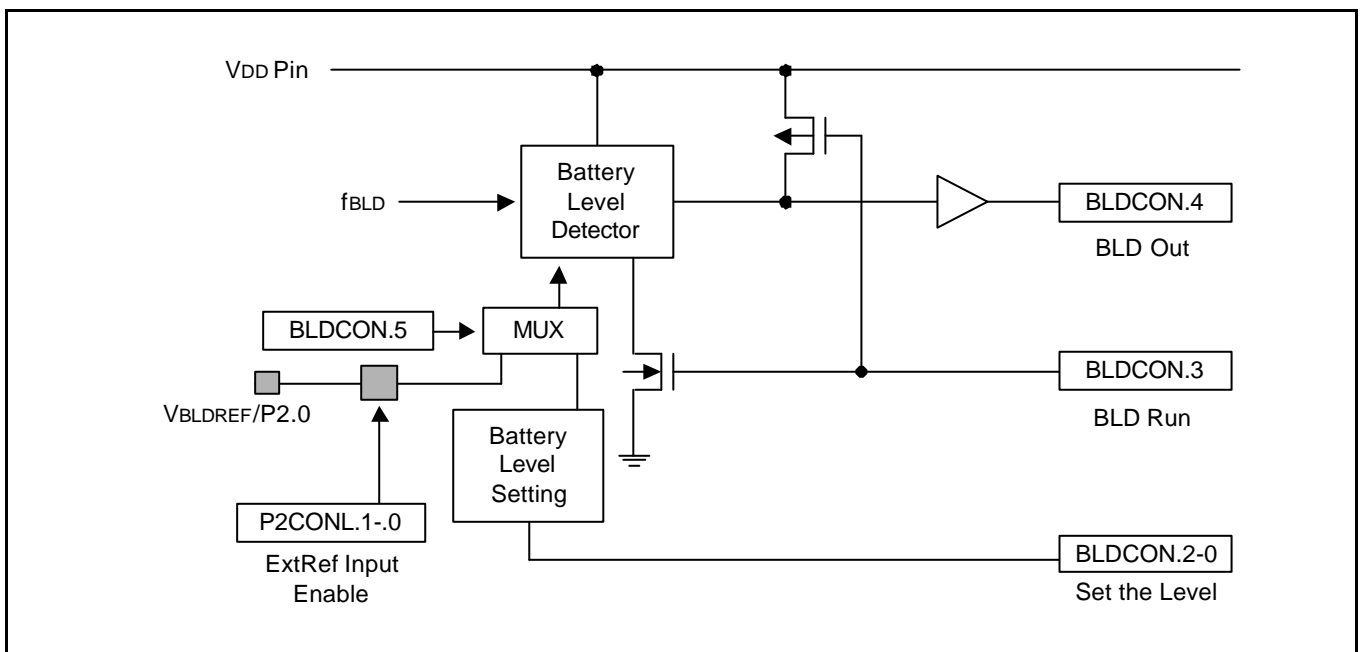 VDD Pin
fBLD
Battery
Level
Detector
BLDCON.4
BLD Out
BLDCON.5
MUX
BLDCON.3
BLD Run
VBLDREF/P2.0
Battery
Level
Setting
P2CONL.1-.0
ExtRef Input
Enable
BLDCON.2-0
Set the Level